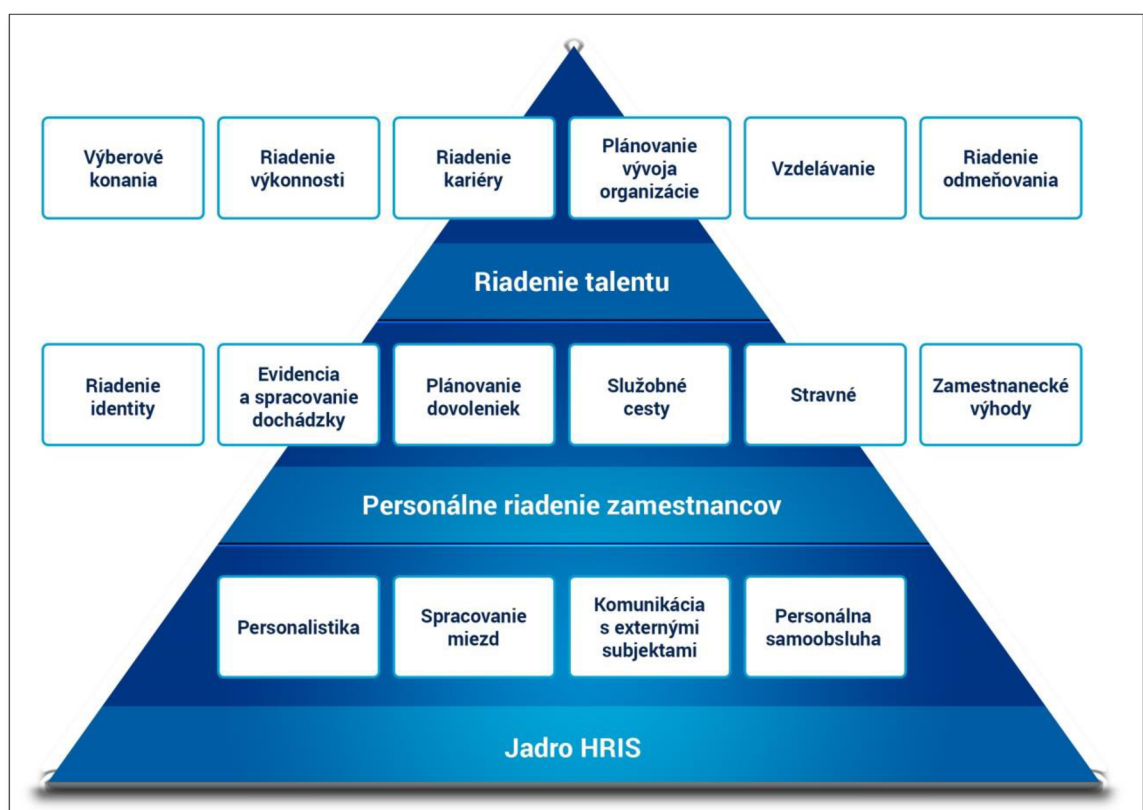 Výberové
konania
Riadenie
výkonnosti
Riadenie
kariéry
Plánovanie
vývoja
organizácie
Vzdelávanie
Riadenie
odmeňovania
Riadenie talentu
Riadenie
identity
Evidencia
a spracovanie
dochádzky
Plánovanie
dovoleniek
Služobné
cesty
Stravné
Zamestnanecké
výhody
Personálne riadenie zamestnancov
Personalistika
Spracovanie
miezd
Komunikácia
s externými
subjektami
Personálna
samoobsluha
Jadro HRIS